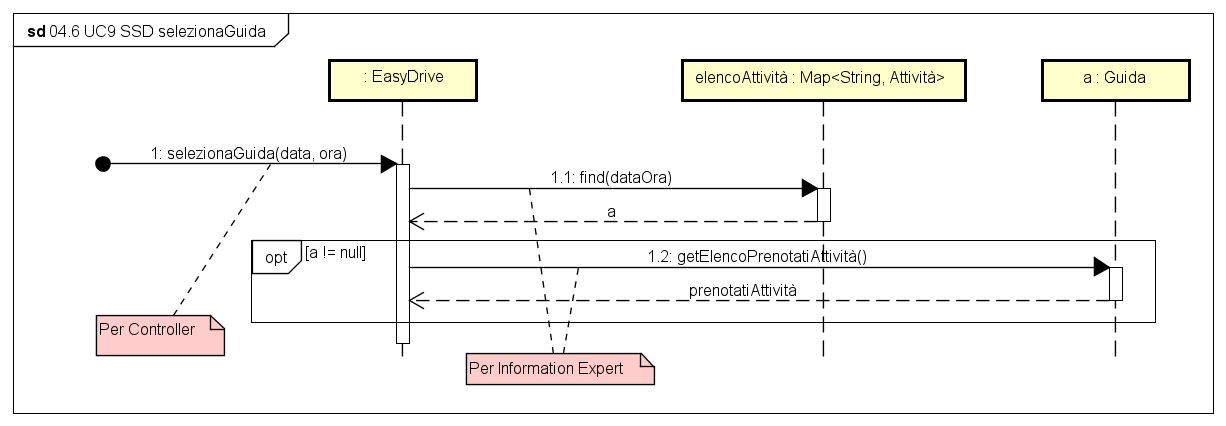 sd 04.6 UC9 SSD selezionaGuida
: EasyDrive
elencoAttività : Map<String, Attività>
a : Guida
1: selezionaGuida(data, ora)
1.1: find(dataOra)
a
opt
[a != null]
1.2: getElencoPrenotatiAttività()
prenotatiAttività
Per Controller
Per Information Expert